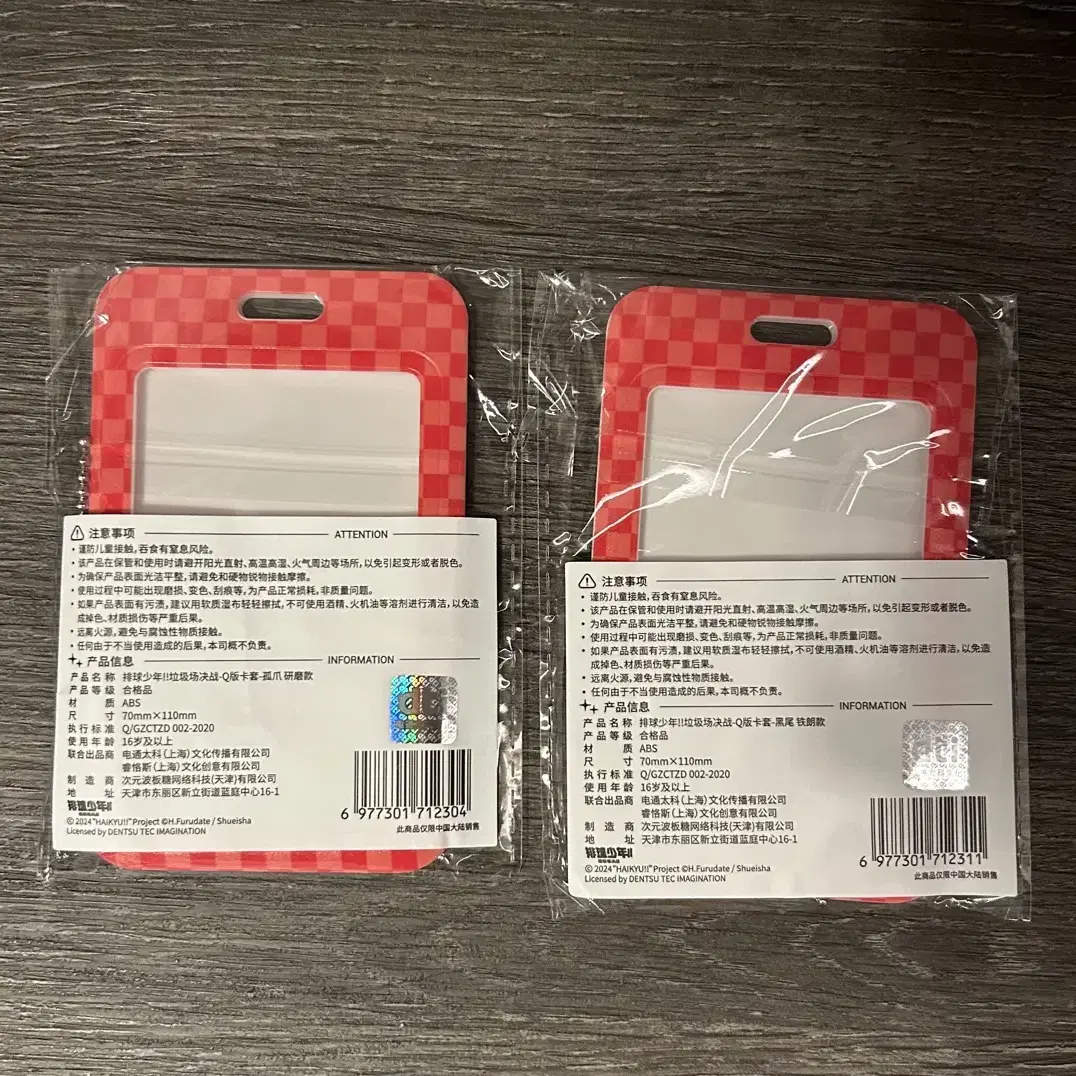 注意事项 ATTENTION
•谨防儿童接触,吞食有窒息风险。
•该产品在保管和使用时请避开阳光直射、高温高湿、火气周边等场所,以免引起变形或者脱色。
•为确保产品表面光洁平整,请避免和硬物锐物接触摩擦。
•使用过程中可能出现磨损、变色、刮痕等,为产品正常损耗,非质量问题。
•如果产品表面有污渍,建议用软质湿布轻轻擦拭,不可使用酒精、火机油等溶剂进行清洁,以免造
成掉色、材质损伤等严重后果。
•远离火源,避免与腐蚀性物质接触。
•任何由于不当使用造成的后果,本司概不负责。
产品信息 INFORMATION
产品名称 排球少年!!垃圾场决战-Q版卡套-孤爪 研磨款
产品等级 合格品
材质 ABS
尺寸 70mm×110mm
执行标准 Q/GZCTZD 002-2020
使用年龄 16岁及以上
联合出品商 电通太科(上海)文化传播有限公司
睿恪斯(上海)文化创意有限公司
制造商 次元波板糖网络科技(天津)有限公司
地址 天津市东丽区新立街道蓝庭中心16-1
排球少年!!
©2024"HAIKYU!!"Project ©H.Furudate / Shueisha
Licensed by DENTSU TEC IMAGINATION
6 977301 712304
此商品仅限中国大陆销售
注意事项 ATTENTION
•谨防儿童接触,吞食有窒息风险。
•该产品在保管和使用时请避开阳光直射、高温高湿、火气周边等场所,以免引起变形或者脱色。
•为确保产品表面光洁平整,请避免和硬物锐物接触摩擦。
•使用过程中可能出现磨损、变色、刮痕等,为产品正常损耗,非质量问题。
•如果产品表面有污渍,建议用软质湿布轻轻擦拭,不可使用酒精、火机油等溶剂进行清洁,以免造
成掉色、材质损伤等严重后果。
•远离火源,避免与腐蚀性物质接触。
•任何由于不当使用造成的后果,本司概不负责。
产品信息 INFORMATION
产品名称 排球少年!!垃圾场决战-Q版卡套-黑尾 铁朗款
产品等级 合格品
材质 ABS
尺寸 70mm×110mm
执行标准 Q/GZCTZD 002-2020
使用年龄 16岁及以上
联合出品商 电通太科(上海)文化传播有限公司
睿恪斯(上海)文化创意有限公司
制造商 次元波板糖网络科技(天津)有限公司
地址 天津市东丽区新立街道蓝庭中心16-1
排球少年!!
©2024"HAIKYU!!"Project ©H.Furudate / Shueisha
Licensed by DENTSU TEC IMAGINATION
6 977301 712311
此商品仅限中国大陆销售